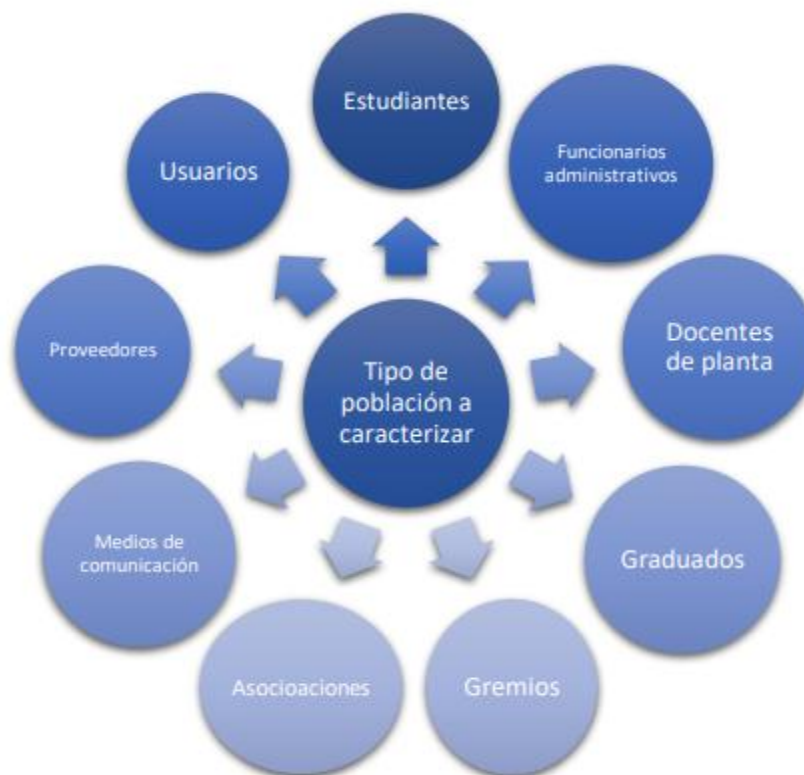 Estudiantes
Funcionarios
administrativos
Docentes
de planta
Graduados
Gremios
Asocioaciones
Medios de
comunicación
Proveedores
Usuarios
Tipo de
población a
caracterizar